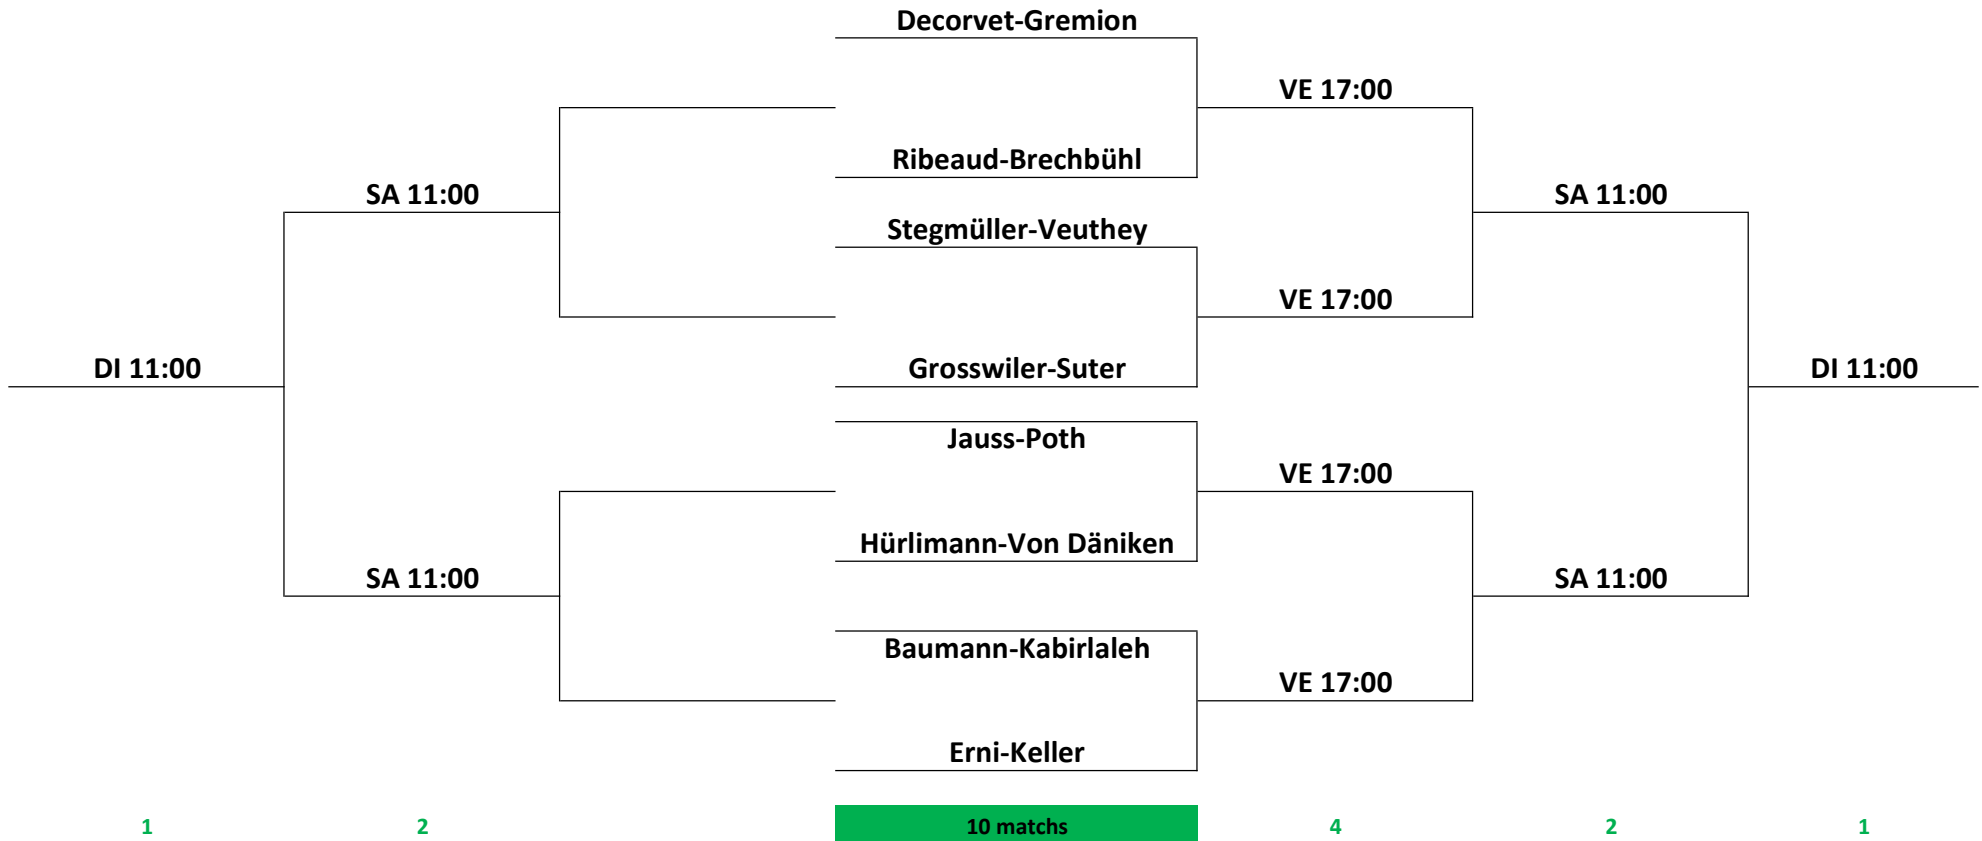 Decorvet-Gremion
VE 17:00
Ribeaud-Brechbühl
SA 11:00
SA 11:00
Stegmüller-Veuthey
VE 17:00
DI 11:00
Grosswiler-Suter
DI 11:00
Jauss-Poth
VE 17:00
Hürlimann-Von Däniken
SA 11:00
SA 11:00
Baumann-Kabirlaleh
VE 17:00
Erni-Keller
1
2
10 matchs
4
2
1